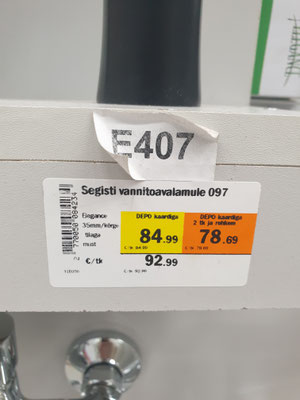 E407
Segisti vannitoavalamule 097
Elegance
35mm/kõrge
tilaga
must
DEPO kaardiga
84.99
DEPO kaardiga
2 tk ja rohkem
78.69
€/tk
92.99